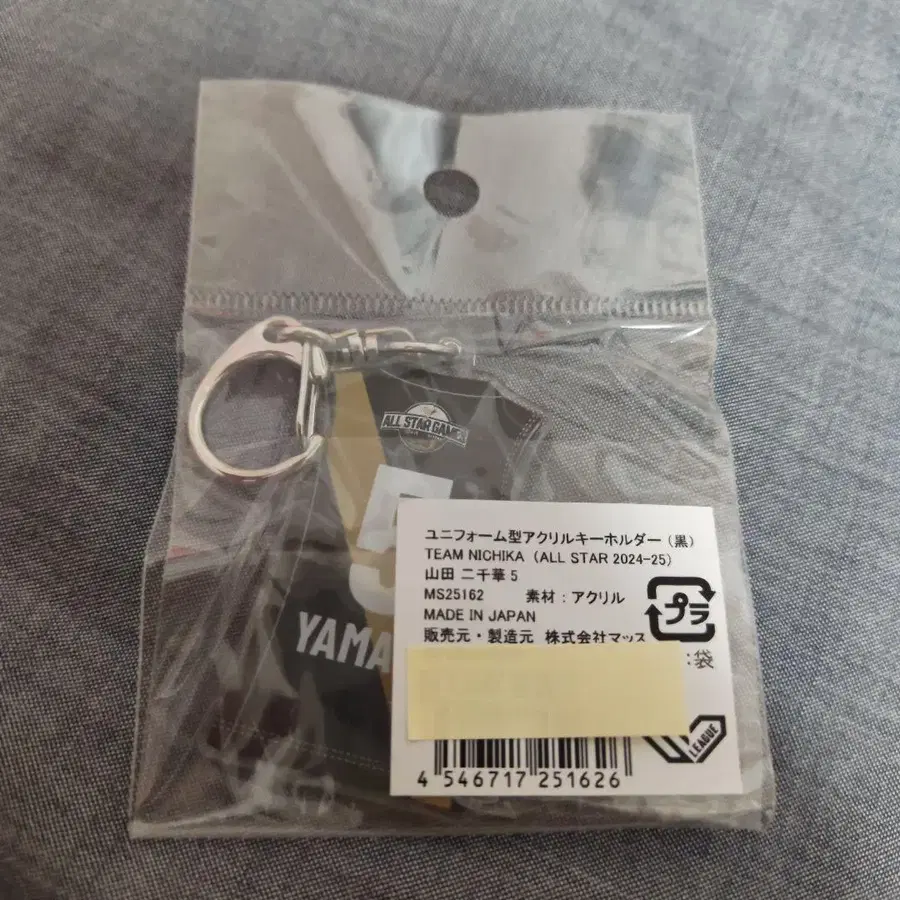 ALL STAR GAMES
5
YAMA
ユニフォーム型アクリルキーホルダー（黒）
TEAM NICHIKA（ALL STAR 2024-25）
山田 二千華 5
MS25162 素材：アクリル
MADE IN JAPAN
販売元・製造元 株式会社マッス
プラ
:袋
LEAGUE
4 546717 251626